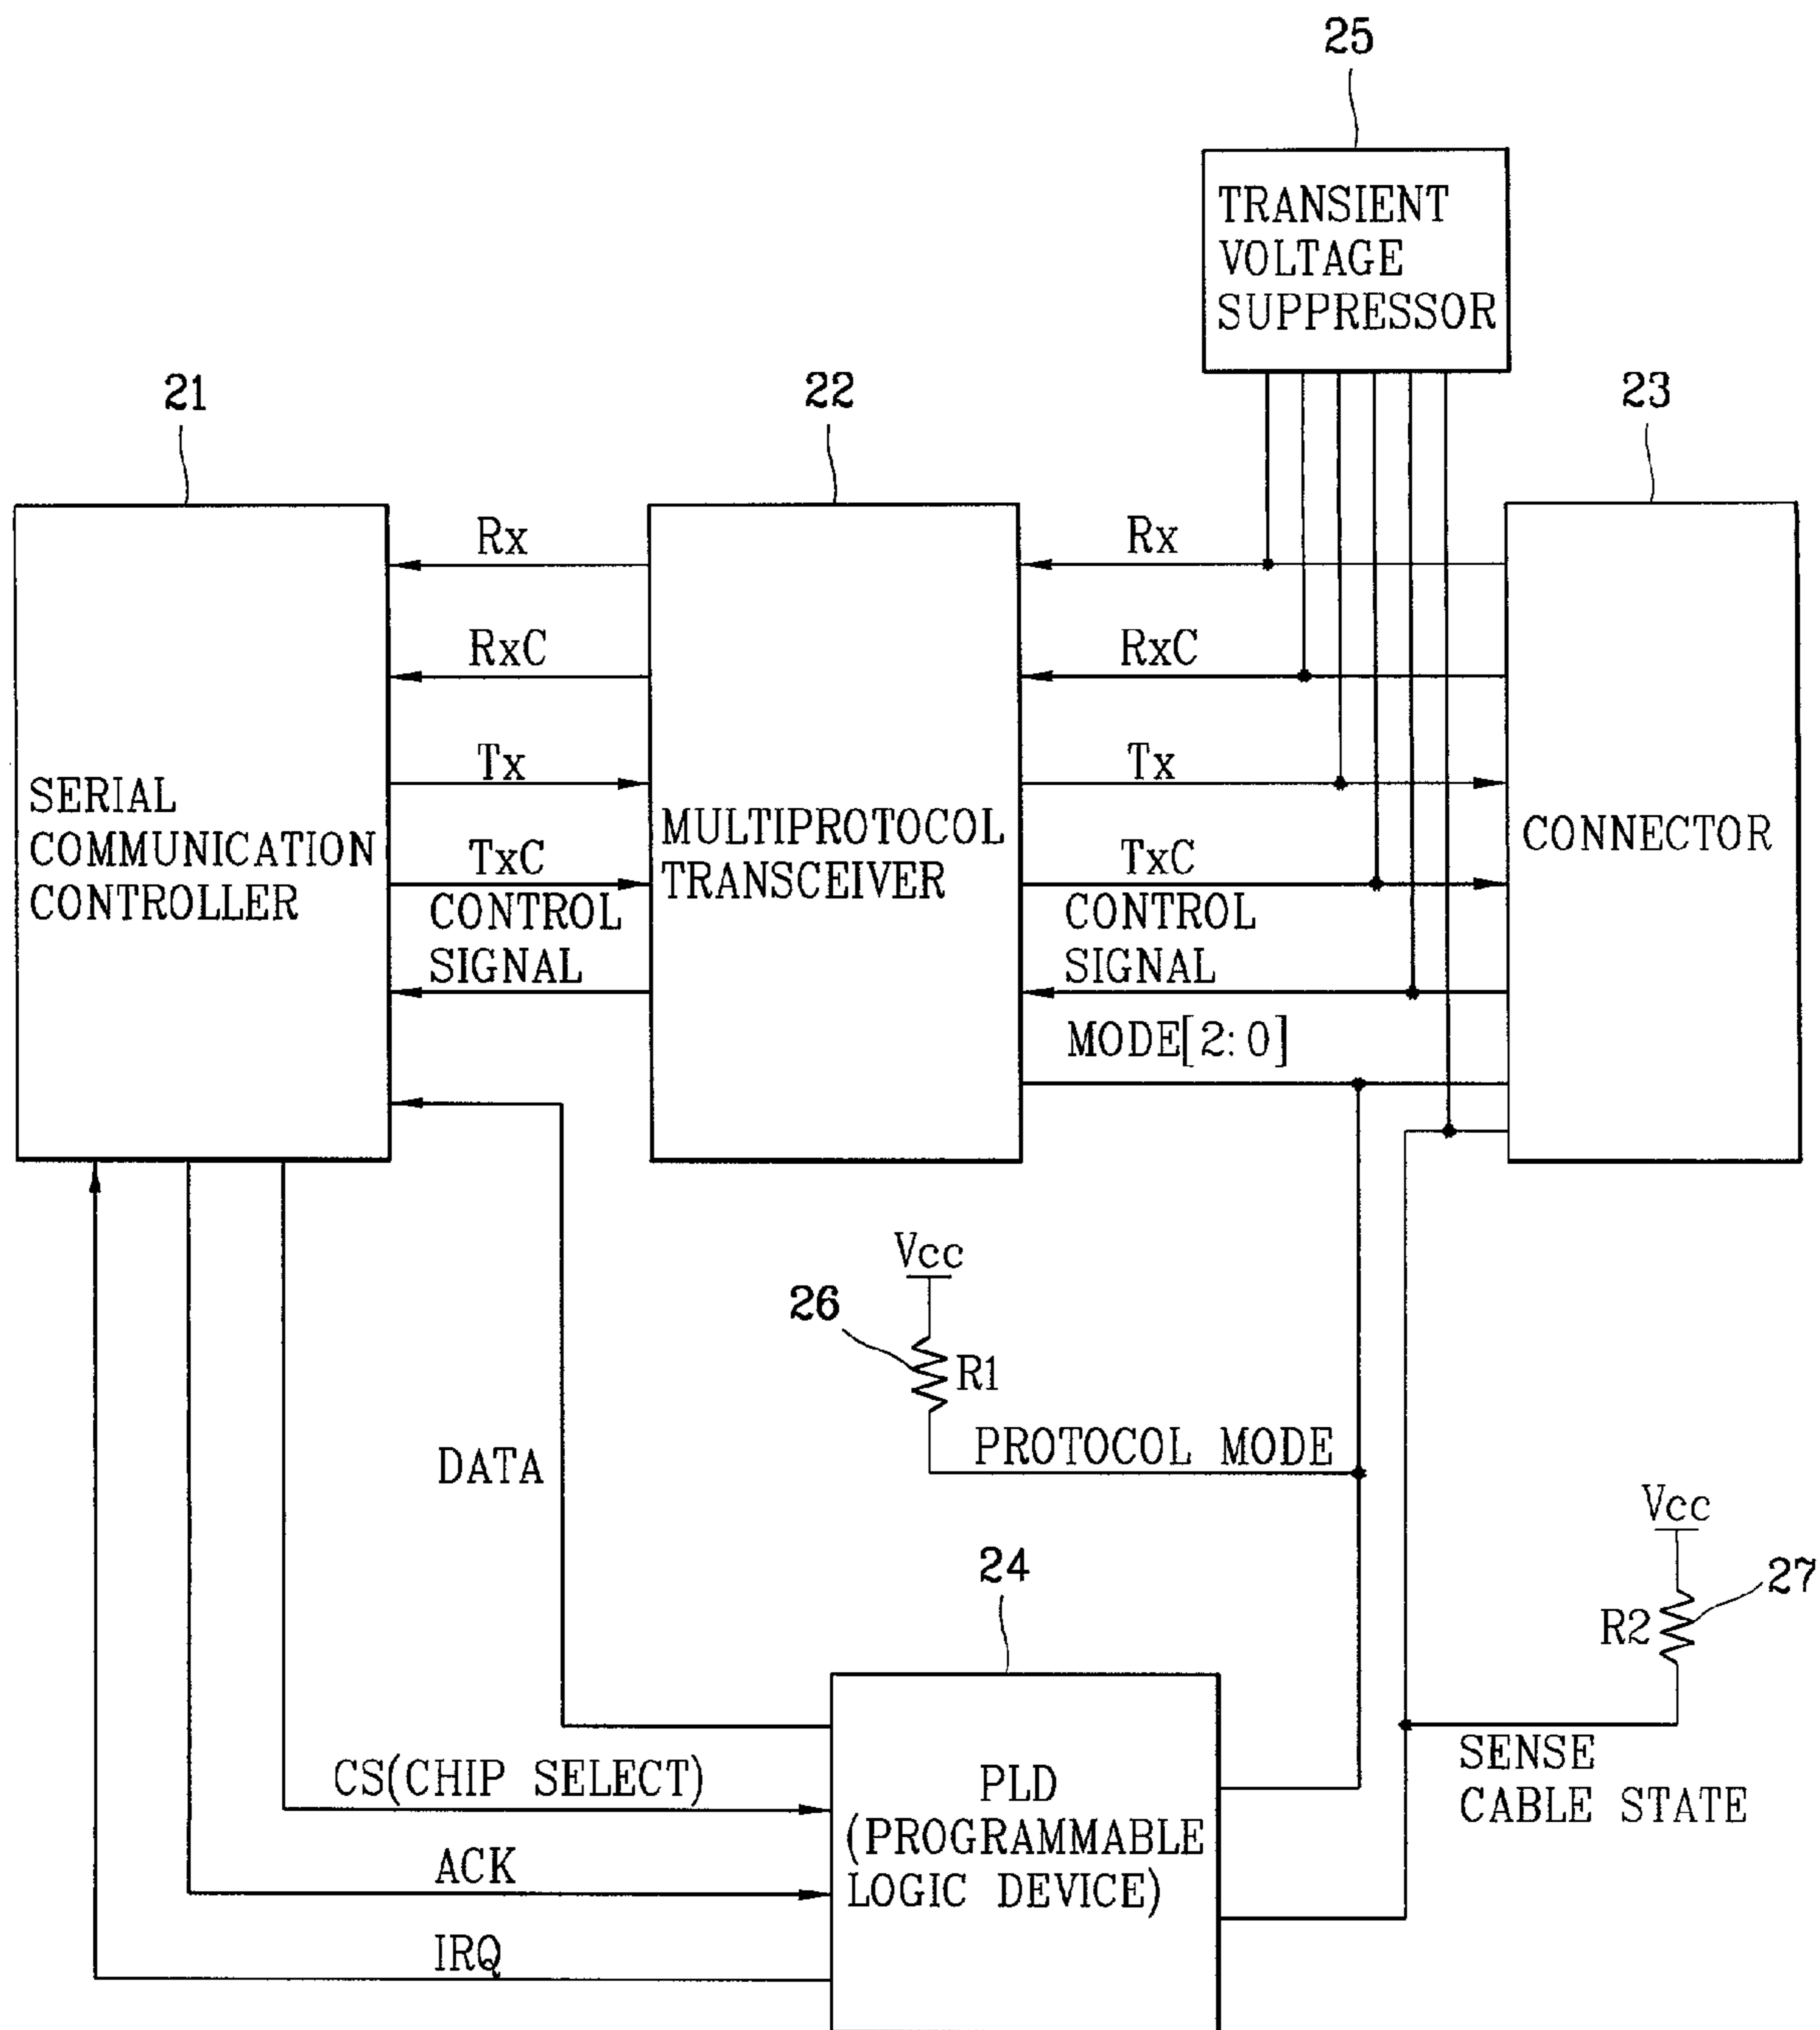 25
TRANSIENT
VOLTAGE
SUPPRESSOR
21
22
23
Rx
Rx
RxC
RxC
Tx
Tx
SERIAL
COMMUNICATION
CONTROLLER
MULTIPROTOCOL
TRANSCEIVER
CONNECTOR
TxC
TxC
CONTROL
SIGNAL
CONTROL
SIGNAL
MODE[2:0]
Vcc
26
R1
PROTOCOL MODE
DATA
Vcc
24
27
R2
SENSE
CABLE STATE
CS(CHIP SELECT)
PLD
(PROGRAMMABLE
LOGIC DEVICE)
ACK
IRQ